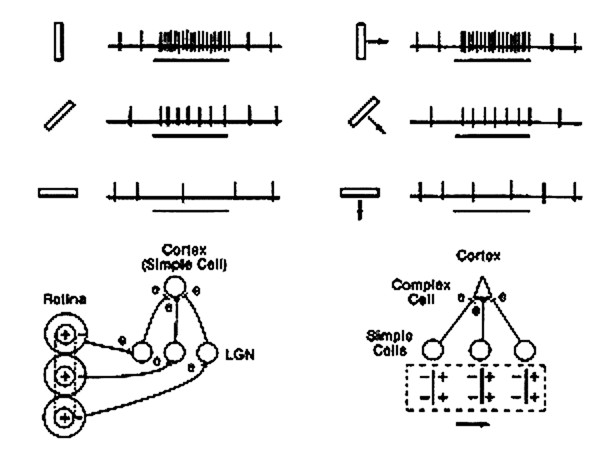 Cortex
(Simple Cell)
Retina
e
e
e
e
e
e
LGN
+
+
+
Cortex
Complex
Cell
e
e
e
Simple
Cells
− + − + − +
− + − + − +